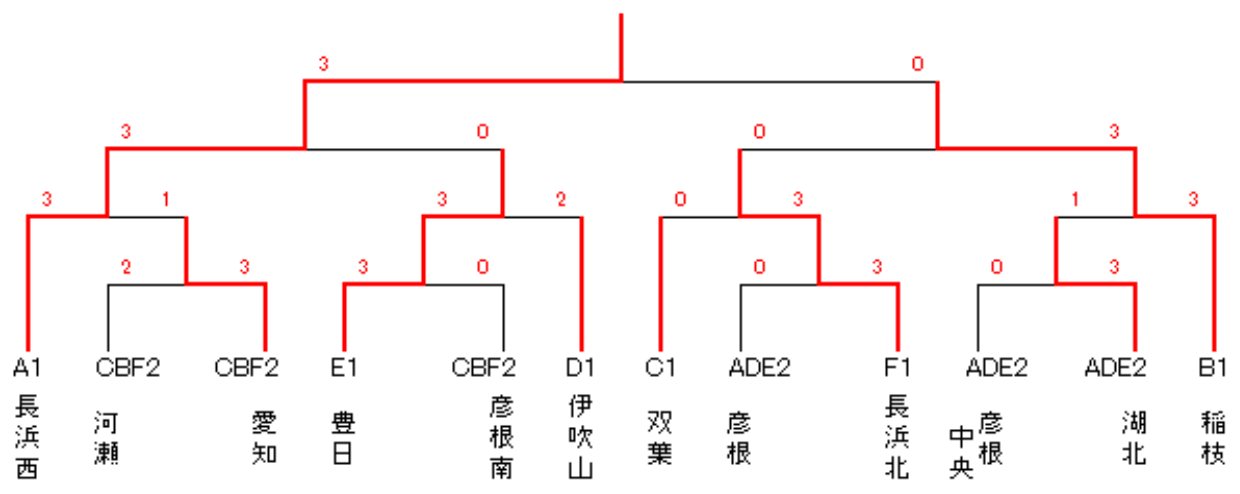 3 0
3 0 0 3
3 1 3 2 0 3 1 3
2 3 3 0 0 3 0 3
A1 CBF2 CBF2 E1 CBF2 D1 C1 ADE2 F1 ADE2 ADE2 B1
長浜西
河瀬
愛知
豊日
彦根南
伊吹山
双葉
彦根
長浜北
彦根
中央
湖北
稲枝